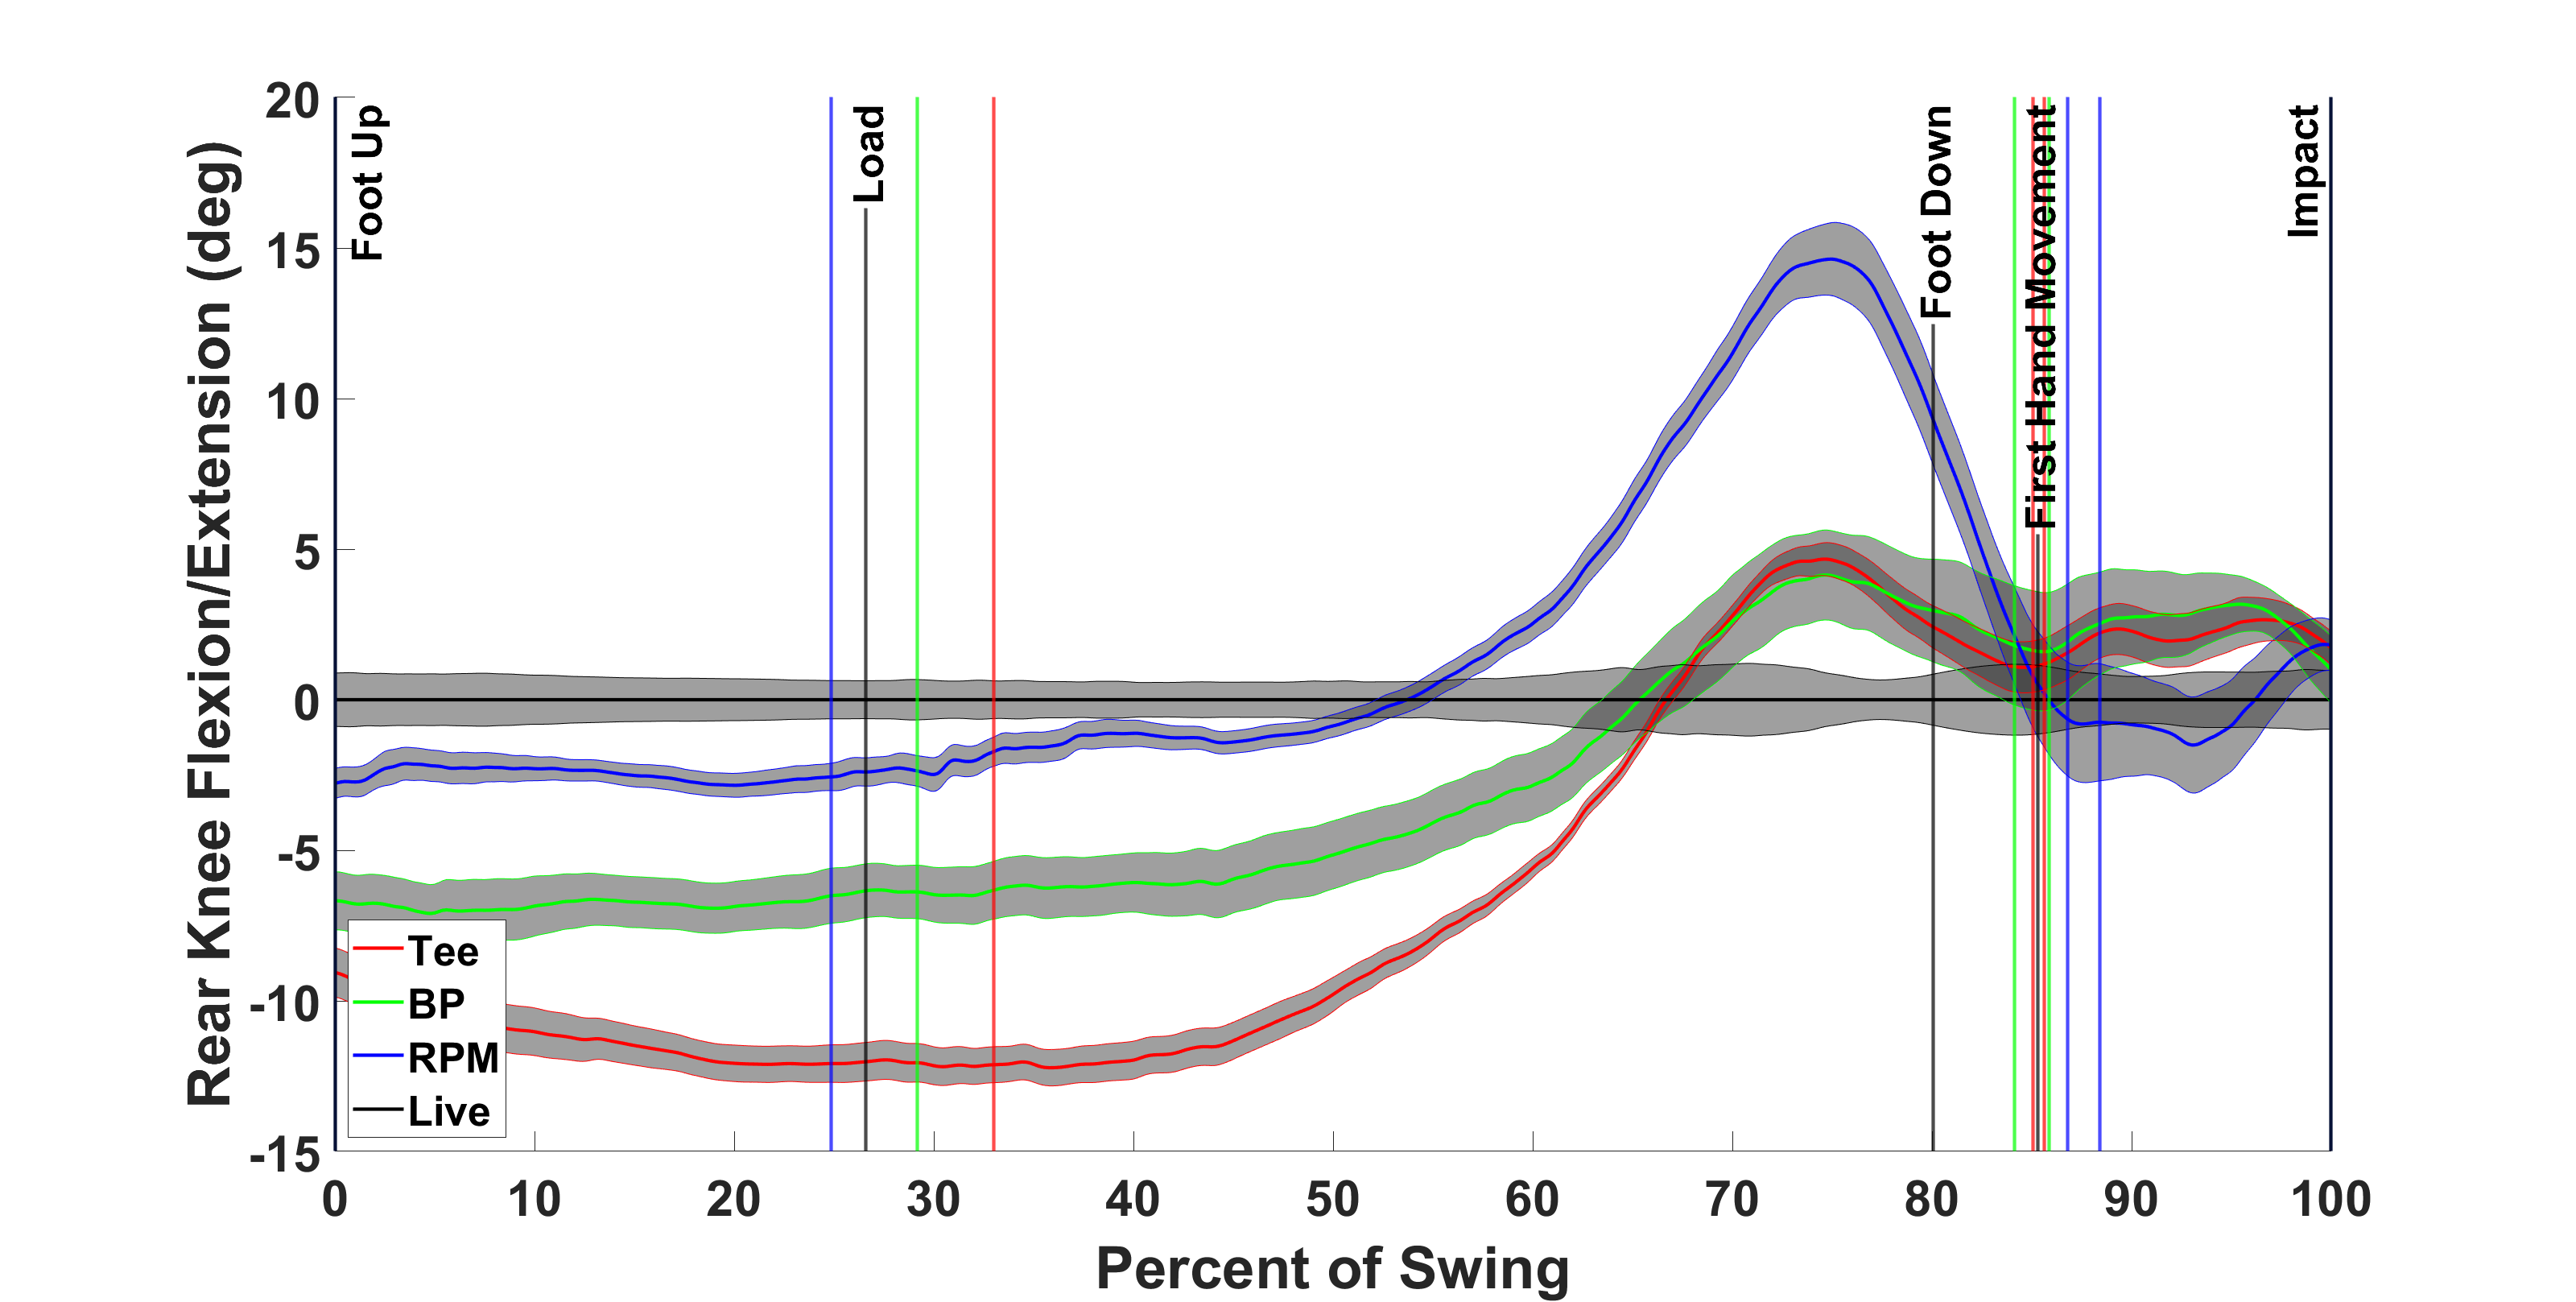 Rear Knee Flexion/Extension (deg)
20
15
10
5
0
-5
-10
-15
Foot Up
Load
Foot Down
First Hand Movement
Impact
Tee
BP
RPM
Live
0 10 20 30 40 50 60 70 80 90 100
Percent of Swing